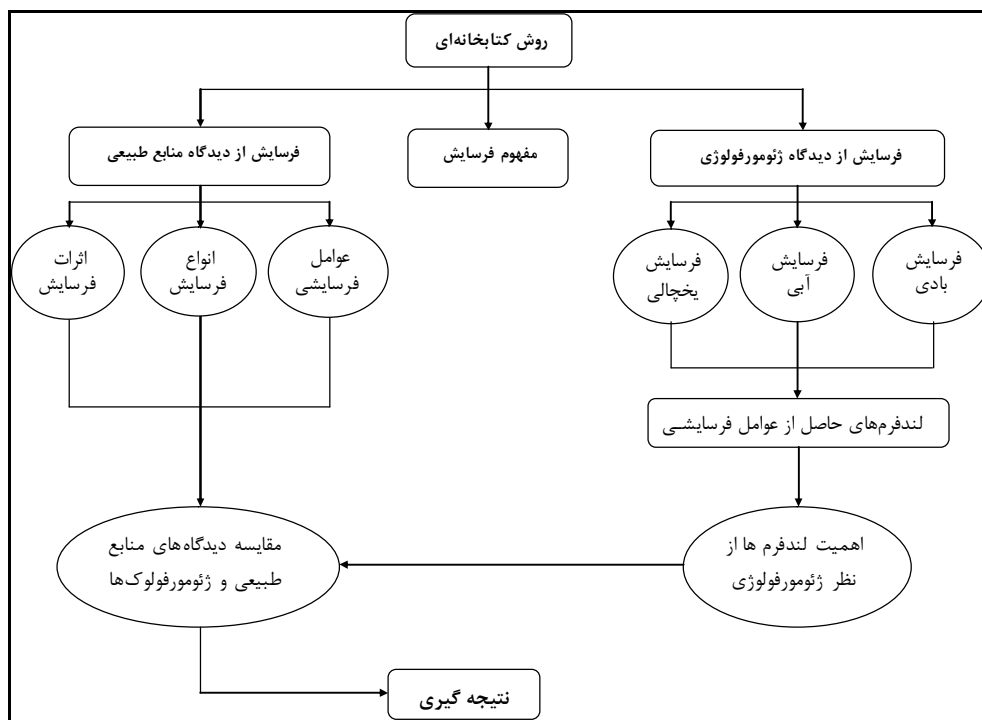 روش کتابخانه‌ای
فرسایش از دیدگاه ژئومورفولوژی
مفهوم فرسایش
فرسایش از دیدگاه منابع طبیعی
فرسایش
بادی
فرسایش
آبی
فرسایش
یخچالی
عوامل
فرسایشی
انواع
فرسایش
اثرات
فرسایش
لندفرم‌های حاصل از عوامل فرسایشـی
اهمیت لندفرم ها از
نظر ژئومورفولوژی
مقایسه دیدگاه‌های منابع
طبیعی و ژئومورفولوک‌ها
نتیجه گیری